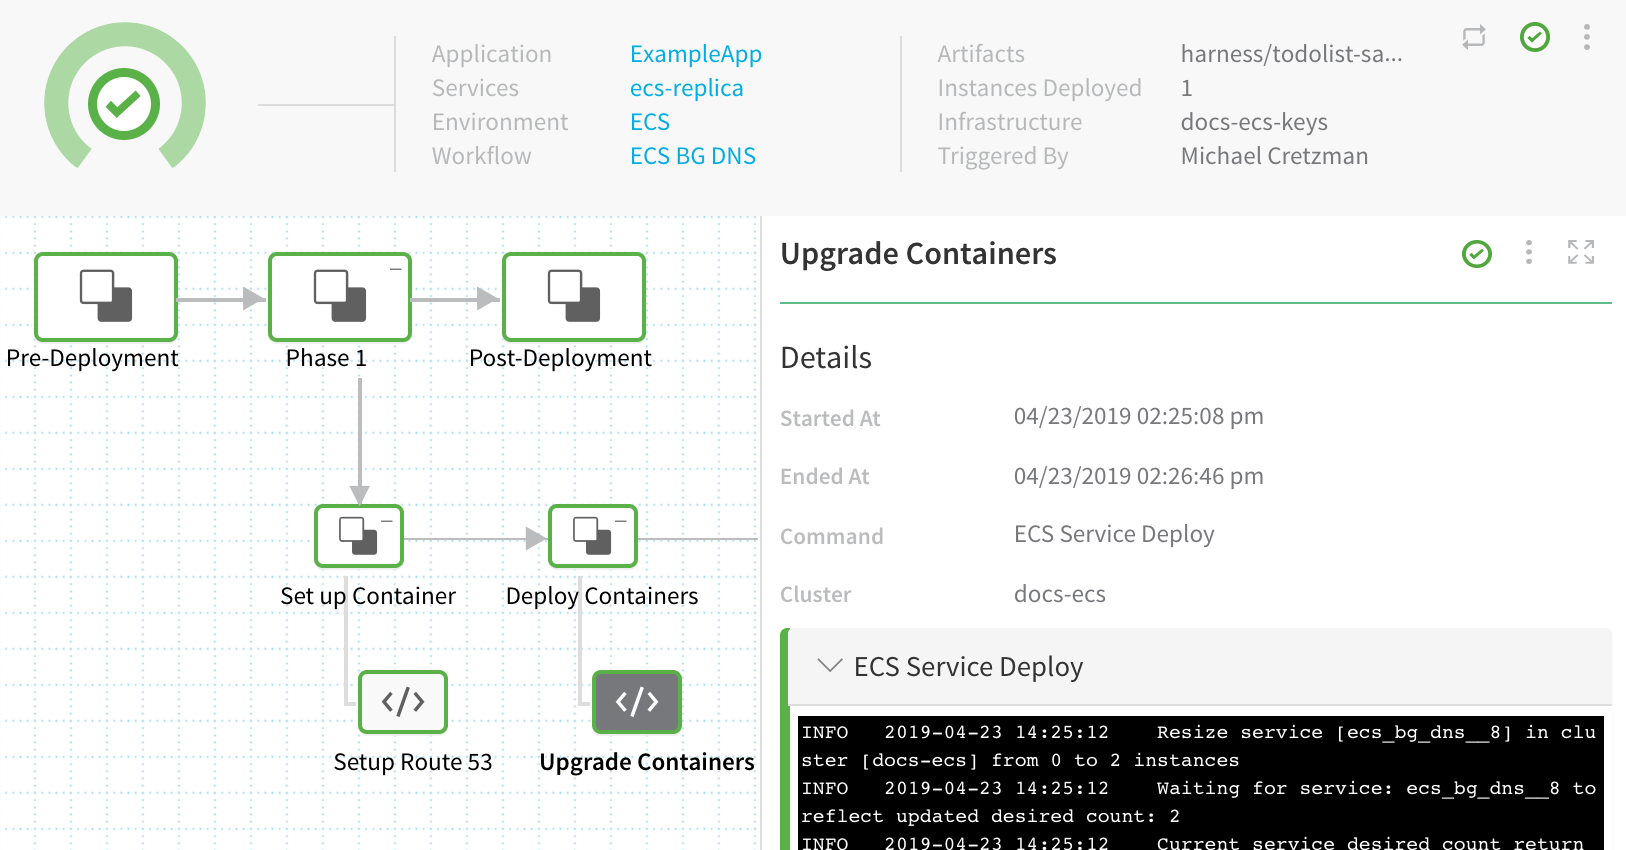 Application ExampleApp
Services ecs-replica
Environment ECS
Workflow ECS BG DNS
Artifacts harness/todolist-sa...
Instances Deployed 1
Infrastructure docs-ecs-keys
Triggered By Michael Cretzman
Pre-Deployment
Phase 1
Post-Deployment
Set up Container
Deploy Containers
</>
</>
Setup Route 53
Upgrade Containers
Upgrade Containers
Details
Started At 04/23/2019 02:25:08 pm
Ended At 04/23/2019 02:26:46 pm
Command ECS Service Deploy
Cluster docs-ecs
ECS Service Deploy
INFO 2019-04-23 14:25:12 Resize service [ecs_bg_dns__8] in clu
ster [docs-ecs] from 0 to 2 instances
INFO 2019-04-23 14:25:12 Waiting for service: ecs_bg_dns__8 to
reflect updated desired count: 2
INFO 2019-04-23 14:25:12 Current service desired count return